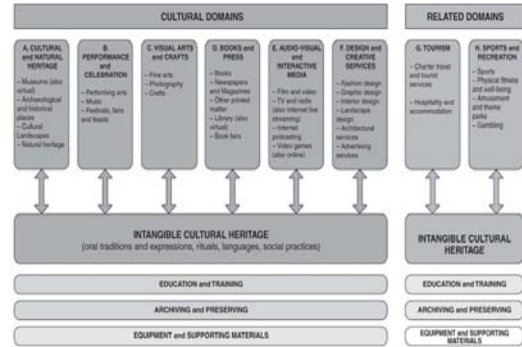 CULTURAL DOMAINS
A. CULTURAL
and NATURAL
HERITAGE
– Museums (also
virtual)
– Archaeological
and historical
places
– Cultural
Landscapes
– Natural heritage
B.
PERFORMANCE
and
CELEBRATION
– Performing arts
– Music
– Festivals, fairs
and feasts
C. VISUAL ARTS
and CRAFTS
– Fine arts
– Photography
– Crafts
D. BOOKS and
PRESS
– Books
– Newspapers
and Magazines
– Other printed
matter
– Library (also
virtual)
– Book fairs
E. AUDIO-VISUAL
and
INTERACTIVE
MEDIA
– Film and video
– TV and radio
(also Internet live
streaming)
– Internet
podcasting
– Video games
(also online)
F. DESIGN and
CREATIVE
SERVICES
– Fashion design
– Graphic design
– Interior design
– Landscape
design
– Architectural
services
– Advertising
services
INTANGIBLE CULTURAL HERITAGE
(oral traditions and expressions, rituals, languages, social practices)
EDUCATION and TRAINING
ARCHIVING and PRESERVING
EQUIPMENT and SUPPORTING MATERIALS
RELATED DOMAINS
G. TOURISM
– Charter travel
and tourist
services
– Hospitality and
accommodation
H. SPORTS and
RECREATION
– Sports
– Physical fitness
and well-being
– Amusement
and theme
parks
– Gambling
INTANGIBLE CULTURAL
HERITAGE
EDUCATION and TRAINING
ARCHIVING and PRESERVING
EQUIPMENT and SUPPORTING
MATERIALS